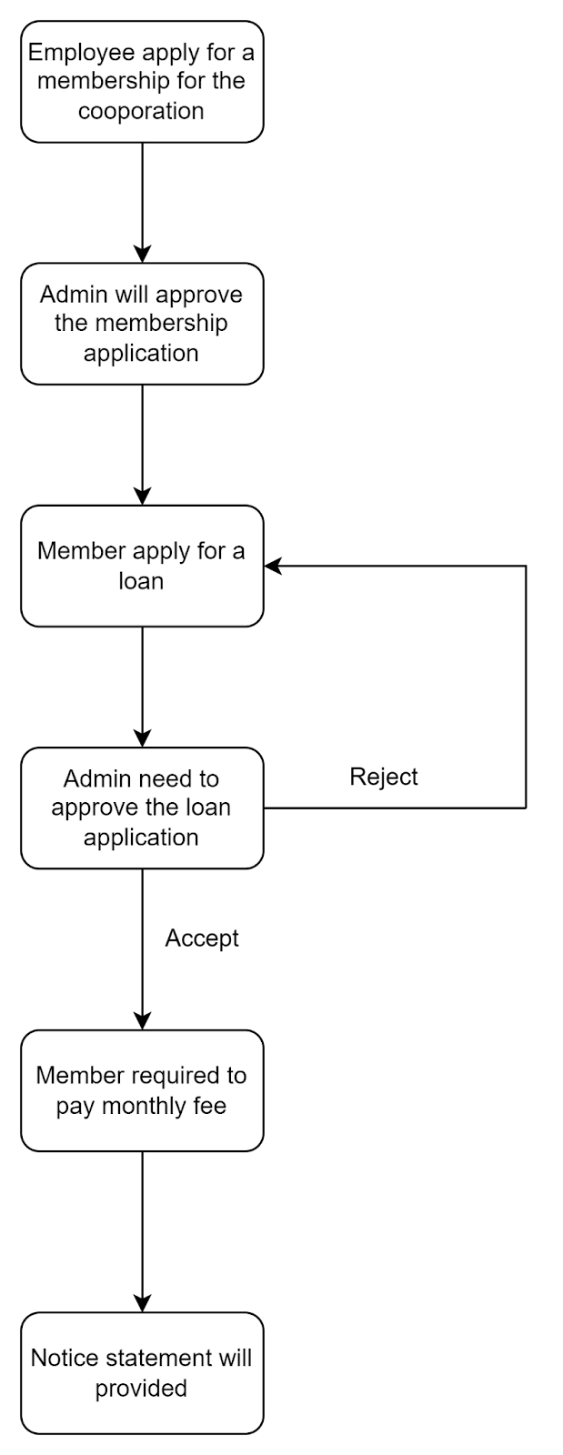 Employee apply for a
membership for the
cooporation
Admin will approve
the membership
application
Member apply for a
loan
Admin need to
approve the loan
application
Reject
Accept
Member required to
pay monthly fee
Notice statement will
provided